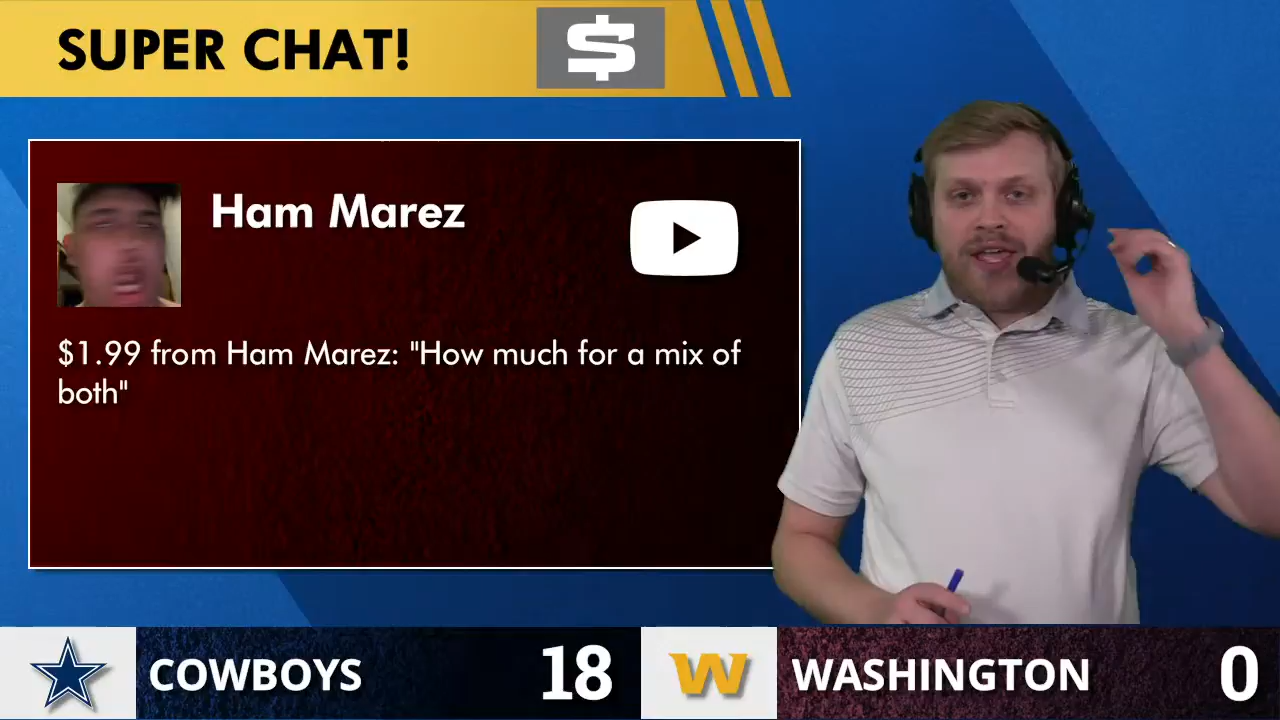 SUPER CHAT!
$
Ham Marez
$1.99 from Ham Marez: "How much for a mix of
both"
COWBOYS 18 W WASHINGTON 0